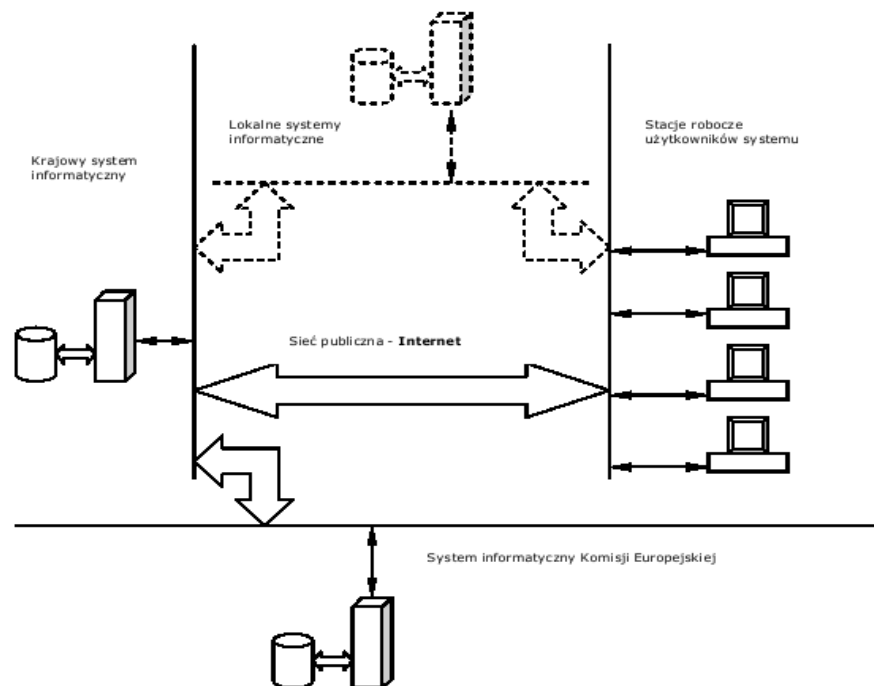 Lokalne systemy
informatyczne
Stacje robocze
użytkowników systemu
Krajowy system
informatyczny
Sieć publiczna - Internet
System informatyczny Komisji Europejskiej